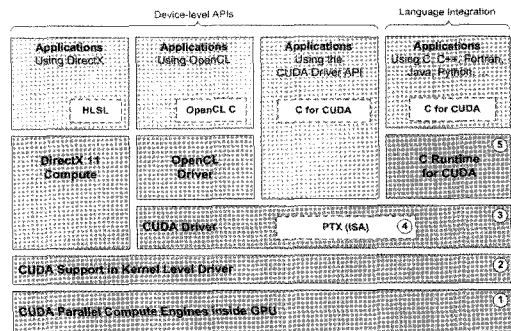 Device-level APIs
Language Integration
Applications
Using DirectX
HLSL
Applications
Using OpenCL
OpenCL C
Applications
Using the
CUDA Driver API
C for CUDA
Applications
Using C, C++, Fortran,
Java, Python, ...
C for CUDA
DirectX 11
Compute
OpenCL
Driver
C Runtime
for CUDA
5
CUDA Driver
PTX (ISA)
4
3
CUDA Support in Kernel Level Driver
2
CUDA Parallel Compute Engines inside GPU
1